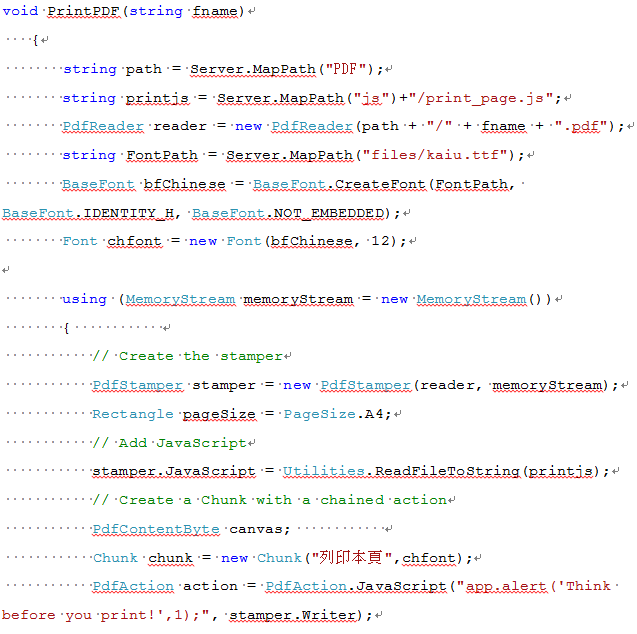 void PrintPDF(string fname)
{
string path = Server.MapPath("PDF");
string printjs = Server.MapPath("js")+"/print_page.js";
PdfReader reader = new PdfReader(path + "/" + fname + ".pdf");
string FontPath = Server.MapPath("files/kaiu.ttf");
BaseFont bfChinese = BaseFont.CreateFont(FontPath,
BaseFont.IDENTITY_H, BaseFont.NOT_EMBEDDED);
Font chfont = new Font(bfChinese, 12);
using (MemoryStream memoryStream = new MemoryStream())
{
// Create the stamper
PdfStamper stamper = new PdfStamper(reader, memoryStream);
Rectangle pageSize = PageSize.A4;
// Add JavaScript
stamper.JavaScript = Utilities.ReadFileToString(printjs);
// Create a Chunk with a chained action
PdfContentByte canvas;
Chunk chunk = new Chunk("列印本頁",chfont);
PdfAction action = PdfAction.JavaScript("app.alert('Think
before you print!',1);", stamper.Writer);